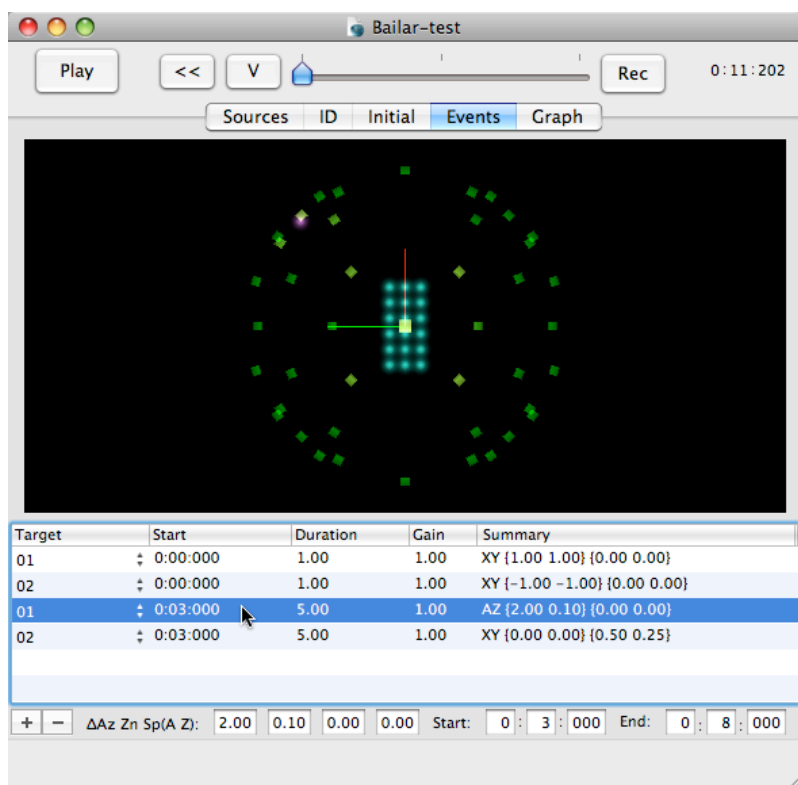 Bailar-test
Play << V Rec 0:11:202
Sources ID Initial Events Graph
Target Start Duration Gain Summary
01 0:00:000 1.00 1.00 XY {1.00 1.00} {0.00 0.00}
02 0:00:000 1.00 1.00 XY {-1.00 -1.00} {0.00 0.00}
01 0:03:000 5.00 1.00 AZ {2.00 0.10} {0.00 0.00}
02 0:03:000 5.00 1.00 XY {0.00 0.00} {0.50 0.25}
+ − ΔAz Zn Sp(A Z): 2.00 0.10 0.00 0.00 Start: 0 : 3 : 000 End: 0 : 8 : 000